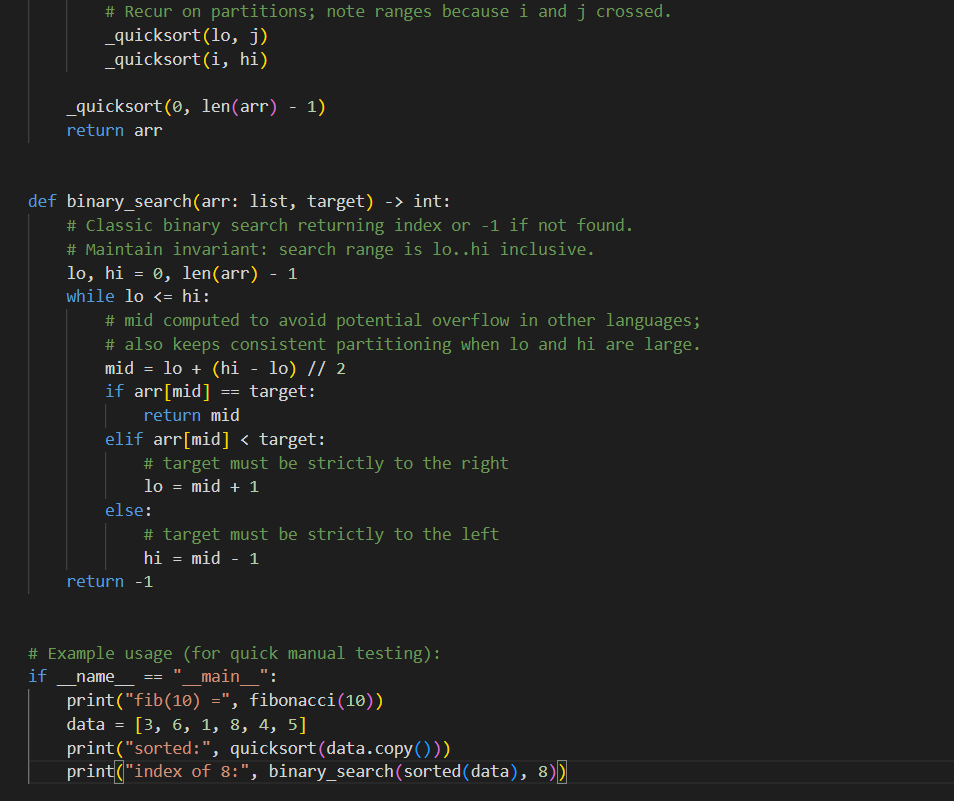 # Recur on partitions; note ranges because i and j crossed.
_quicksort(lo, j)
_quicksort(i, hi)
_quicksort(0, len(arr) - 1)
return arr
def binary_search(arr: list, target) -> int:
# Classic binary search returning index or -1 if not found.
# Maintain invariant: search range is lo..hi inclusive.
lo, hi = 0, len(arr) - 1
while lo <= hi:
# mid computed to avoid potential overflow in other languages;
# also keeps consistent partitioning when lo and hi are large.
mid = lo + (hi - lo) // 2
if arr[mid] == target:
return mid
elif arr[mid] < target:
# target must be strictly to the right
lo = mid + 1
else:
# target must be strictly to the left
hi = mid - 1
return -1
# Example usage (for quick manual testing):
if __name__ == "__main__":
print("fib(10) =", fibonacci(10))
data = [3, 6, 1, 8, 4, 5]
print("sorted:", quicksort(data.copy()))
print("index of 8:", binary_search(sorted(data), 8))